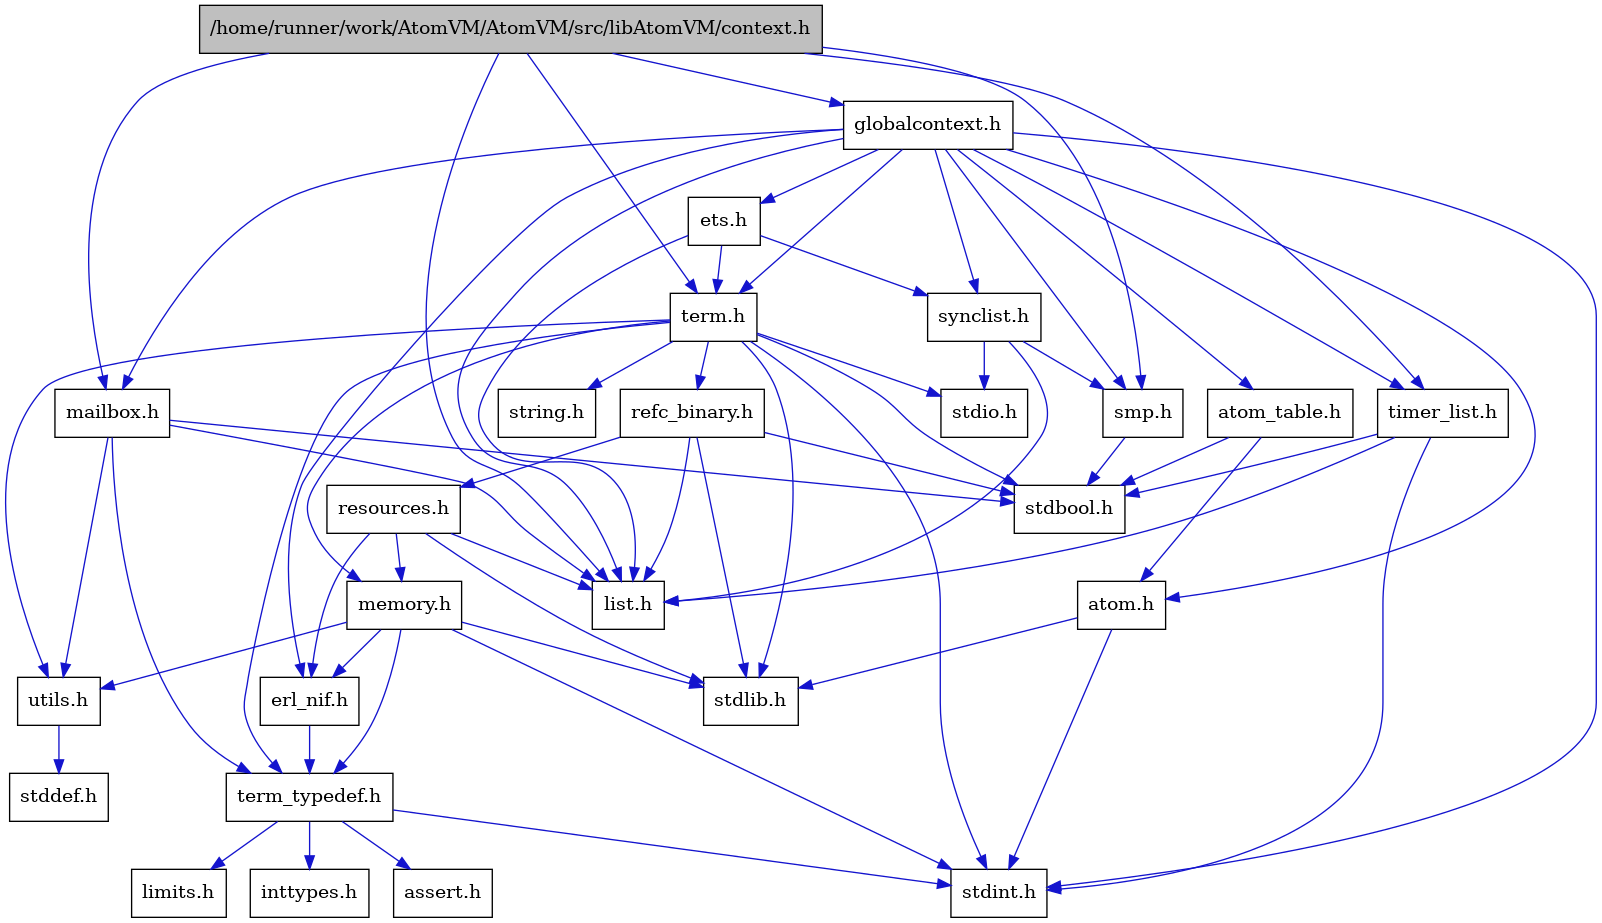 /home/runner/work/AtomVM/AtomVM/src/libAtomVM/context.h
globalcontext.h
ets.h
term.h
synclist.h
mailbox.h
string.h
refc_binary.h
stdio.h
smp.h
atom_table.h
timer_list.h
resources.h
stdbool.h
memory.h
list.h
atom.h
utils.h
erl_nif.h
stdlib.h
stddef.h
term_typedef.h
limits.h
inttypes.h
assert.h
stdint.h